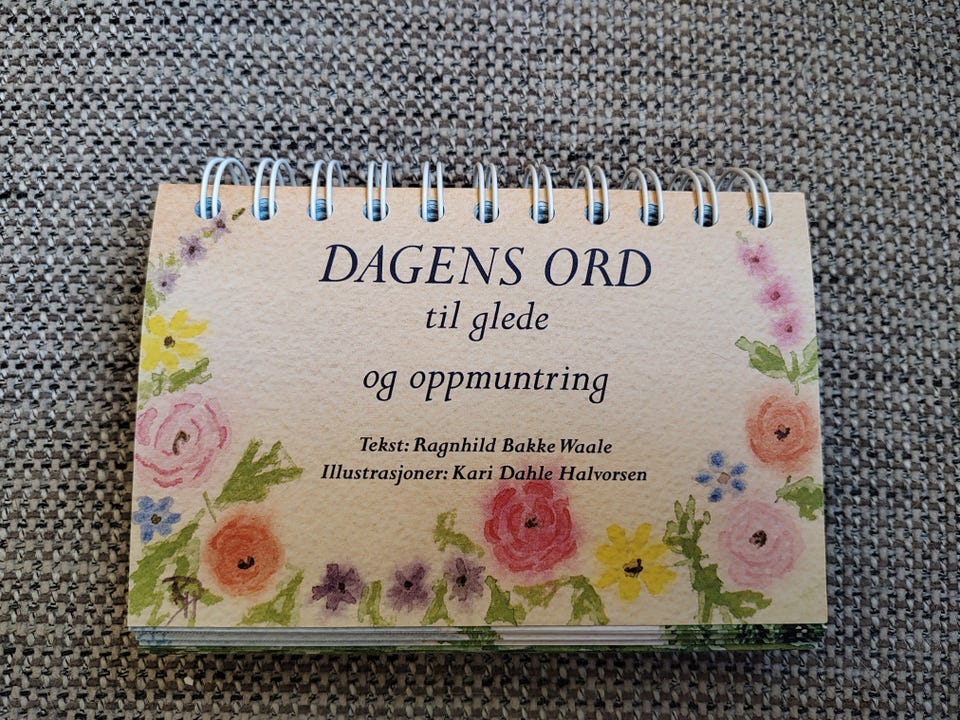 DAGENS ORD
til glede
og oppmuntring
Tekst: Ragnhild Bakke Waale
Illustrasjoner: Kari Dahle Halvorsen